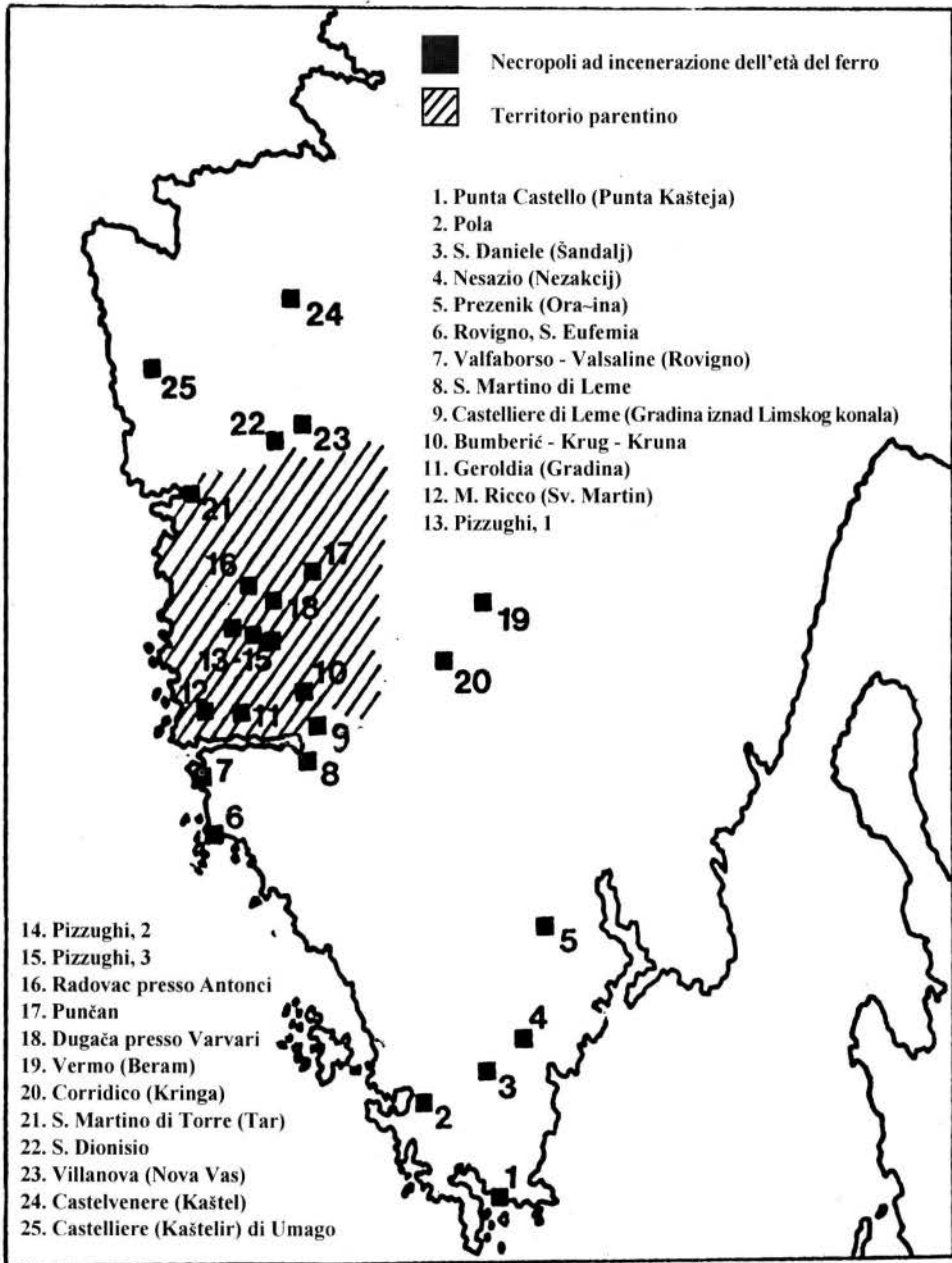 Necropoli ad incenerazione dell'età del ferro
Territorio parentino
1. Punta Castello (Punta Kašteja)
2. Pola
3. S. Daniele (Šandalj)
4. Nesazio (Nezakcij)
5. Prezenik (Ora~ina)
6. Rovigno, S. Eufemia
7. Valfaborso - Valsaline (Rovigno)
8. S. Martino di Leme
9. Castelliere di Leme (Gradina iznad Limskog konala)
10. Bumberić - Krug - Kruna
11. Geroldia (Gradina)
12. M. Ricco (Sv. Martin)
13. Pizzughi, 1
24
25
22
23
21
16
17
18
19
13-15
20
10
12
11
9
8
7
6
5
4
3
2
1
14. Pizzughi, 2
15. Pizzughi, 3
16. Radovac presso Antonci
17. Punčan
18. Dugača presso Varvari
19. Vermo (Beram)
20. Corridico (Kringa)
21. S. Martino di Torre (Tar)
22. S. Dionisio
23. Villanova (Nova Vas)
24. Castelvenere (Kaštel)
25. Castelliere (Kaštelir) di Umago